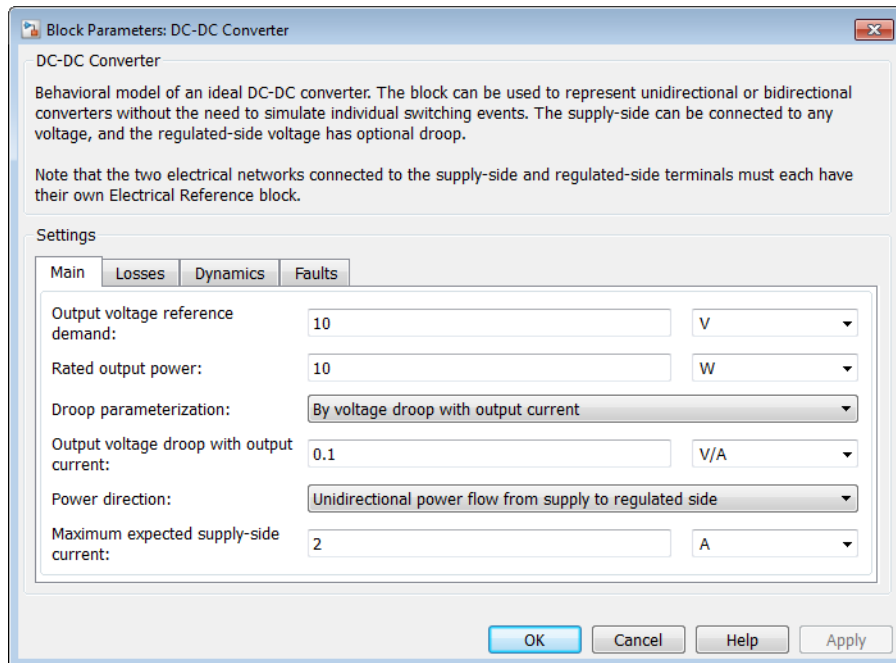 Block Parameters: DC-DC Converter
DC-DC Converter
Behavioral model of an ideal DC-DC converter. The block can be used to represent unidirectional or bidirectional
converters without the need to simulate individual switching events. The supply-side can be connected to any
voltage, and the regulated-side voltage has optional droop.
Note that the two electrical networks connected to the supply-side and regulated-side terminals must each have
their own Electrical Reference block.
Settings
Main Losses Dynamics Faults
Output voltage reference
demand: 10 V
Rated output power: 10 W
Droop parameterization: By voltage droop with output current
Output voltage droop with output
current: 0.1 V/A
Power direction: Unidirectional power flow from supply to regulated side
Maximum expected supply-side
current: 2 A
OK Cancel Help Apply